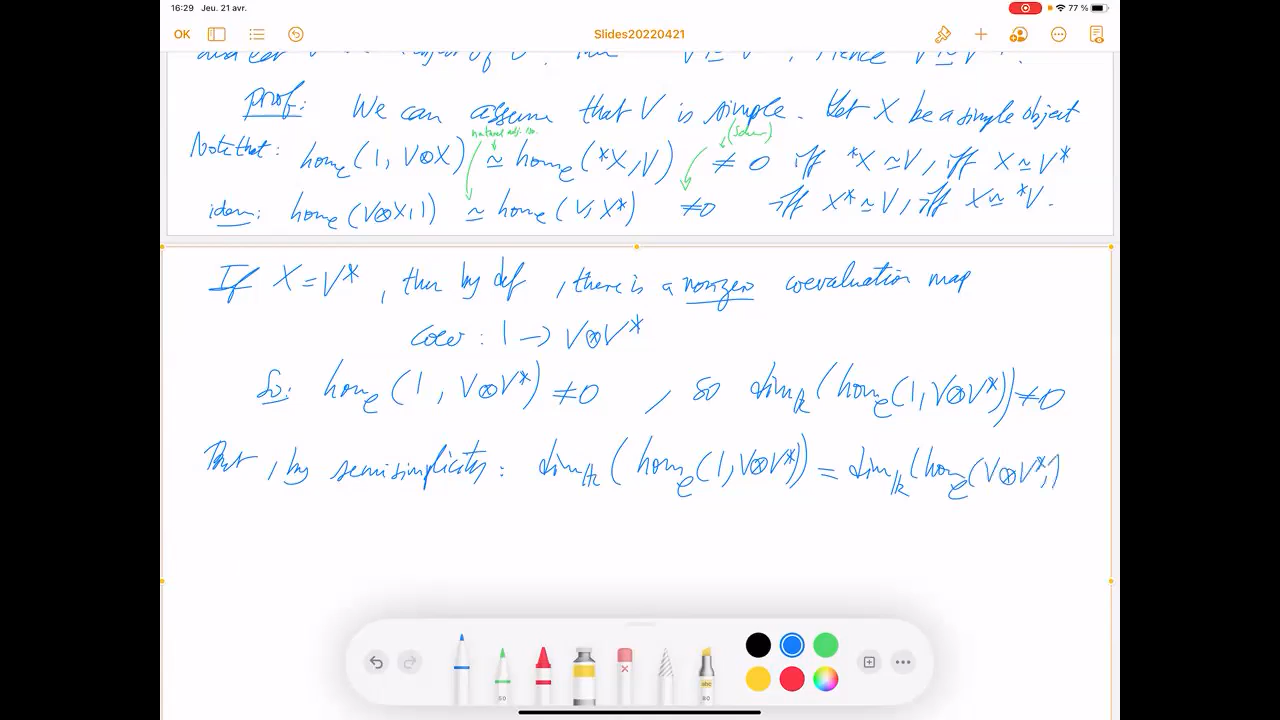 16:29 Jeu. 21 avr.
77 %
OK
Slides20220421
Hence
proof: We can assume that V is simple. Let X be a simple object
natural adj. iso.
(Schur)
Note that: hom_C(1, V⊗X) ≃ hom_C(*X, V) ≠ 0 iff *X ≃ V, iff X ≃ V*
idem: hom_C(V⊗X, 1) ≃ hom_C(V, X*) ≠ 0 iff X* ≃ V, iff X ≃ *V.
If X = V*, then by def, there is a nonzero coevaluation map
coev: 1 → V⊗V*
So: hom_C(1, V⊗V*) ≠ 0, so dim_k(hom_C(1, V⊗V*)) ≠ 0
But, by semisimplicity: dim_k(hom_C(1, V⊗V*)) = dim_k(hom_C(V⊗V*, 1)
50
80